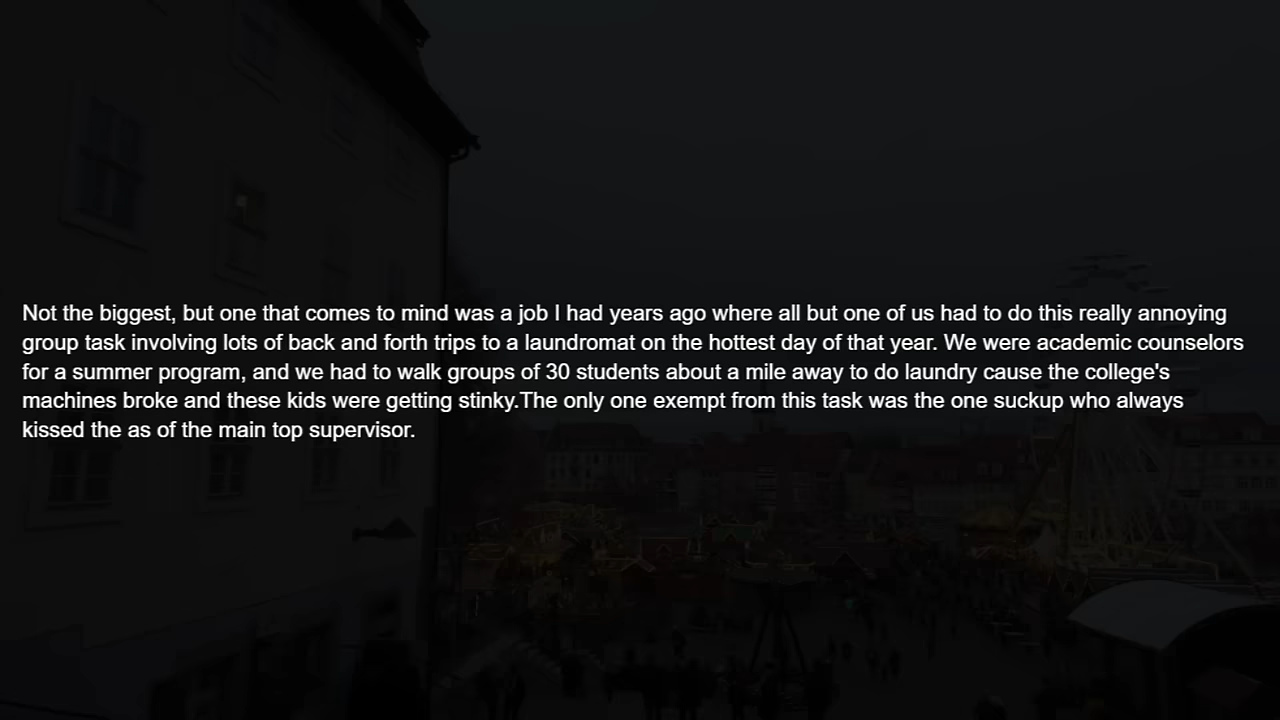 Not the biggest, but one that comes to mind was a job I had years ago where all but one of us had to do this really annoying
group task involving lots of back and forth trips to a laundromat on the hottest day of that year. We were academic counselors
for a summer program, and we had to walk groups of 30 students about a mile away to do laundry cause the college's
machines broke and these kids were getting stinky.The only one exempt from this task was the one suckup who always
kissed the as of the main top supervisor.